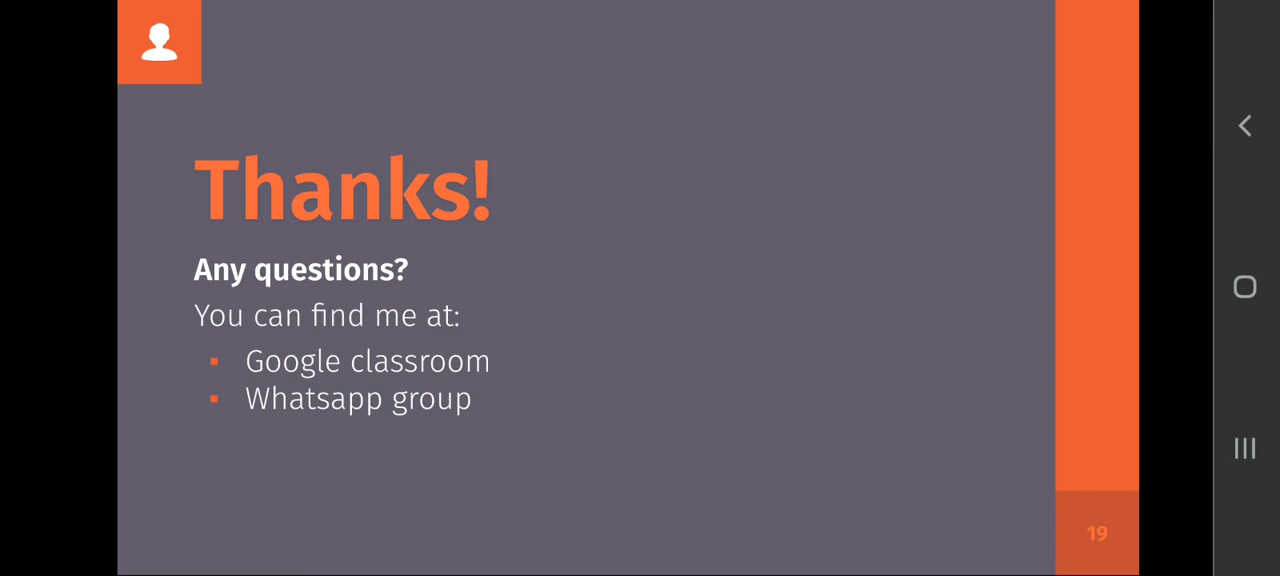 Thanks!
Any questions?
You can find me at:
▪ Google classroom
▪ Whatsapp group
19